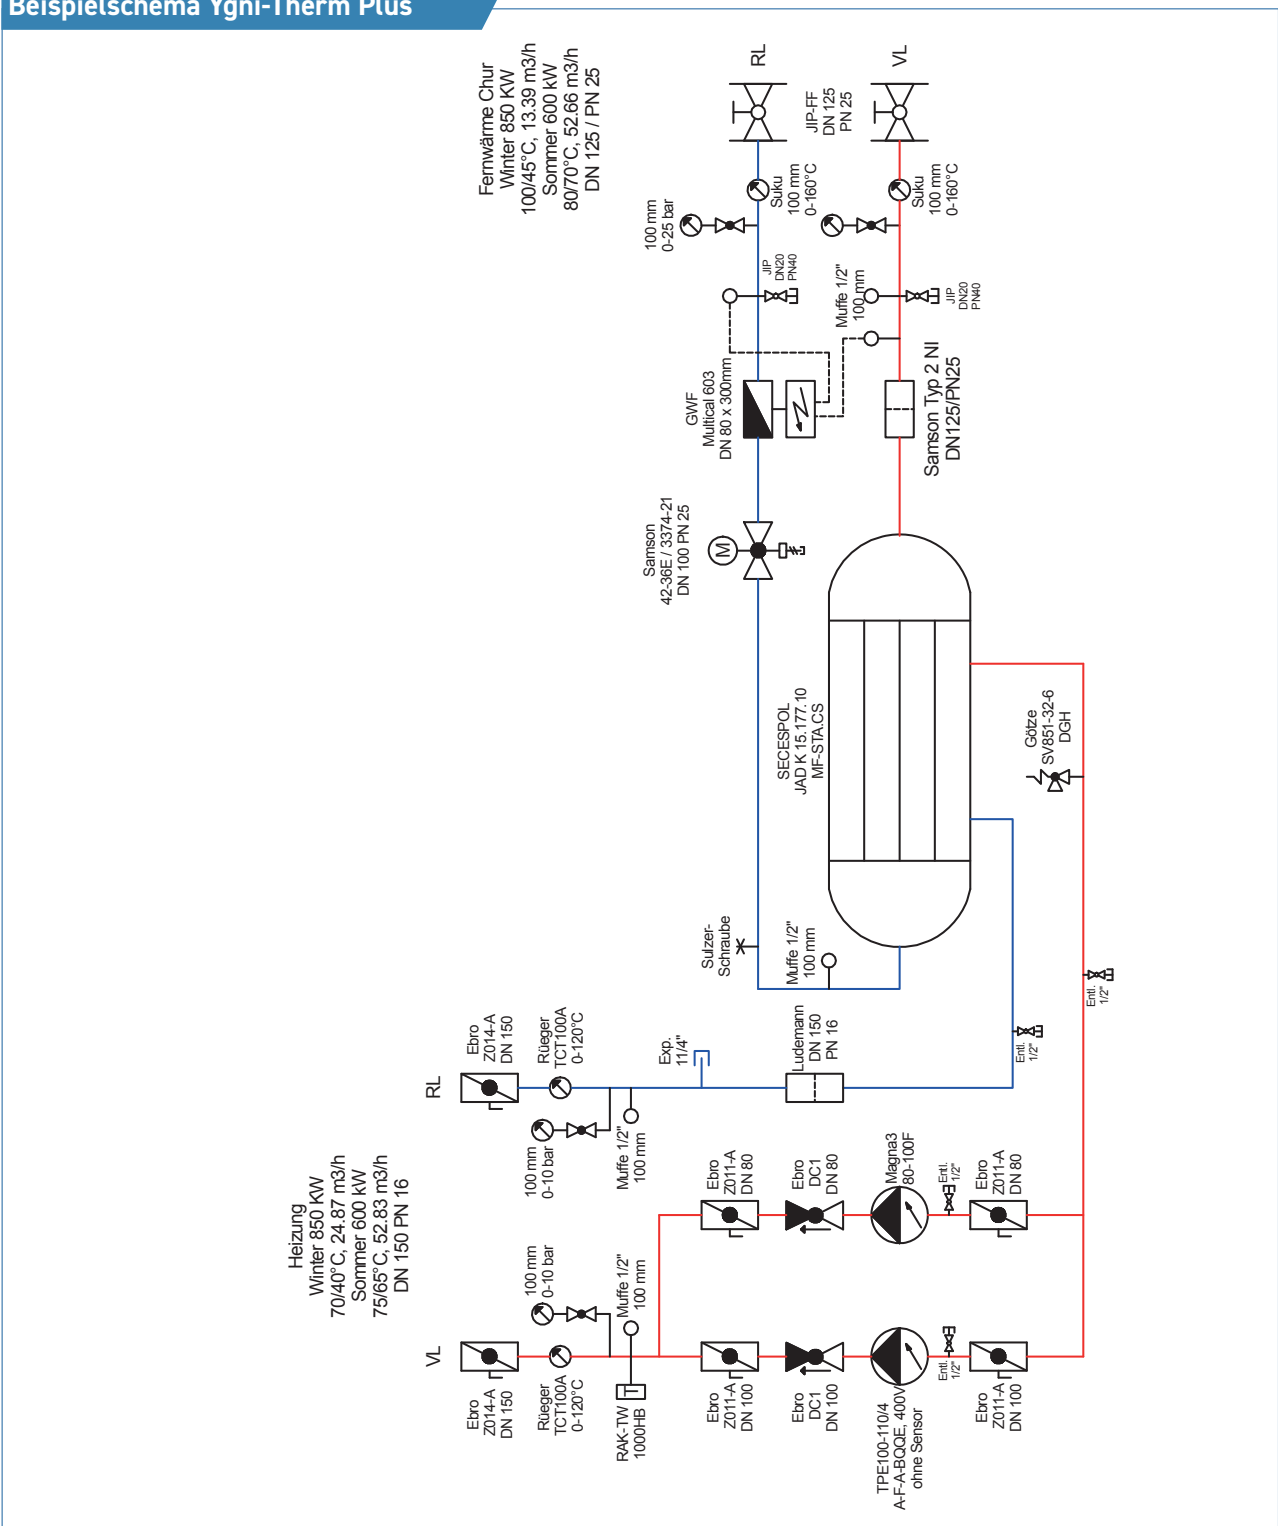 Beispielschema Ygni-Therm Plus
Fernwärme Chur
Winter 850 KW
100/45°C, 13.39 m3/h
Sommer 600 kW
80/70°C, 52.66 m3/h
DN 125 / PN 25
RL
VL
JIP-FF
DN 125
PN 25
Suku
100 mm
0-160°C
Suku
100 mm
0-160°C
100 mm
0-25 bar
JIP
DN20
PN40
Muffe 1/2"
100 mm
JIP
DN20
PN40
GWF
Multical 603
DN 80 x 300mm
Samson Typ 2 NI
DN125/PN25
Samson
42-36E / 3374-21
DN 100 PN 25
M
SECESPOL
JAD K 15.177.10
MF-STA.CS
Götze
SV851-32-6
DGH
Sulzer-
Schraube
Muffe 1/2"
100 mm
Entl.
1/2"
Entl.
1/2"
Ludemann
DN 150
PN 16
Exp.
11/4"
Ebro
Z014-A
DN 150
Rüeger
TCT100A
0-120°C
RL
100 mm
0-10 bar
Muffe 1/2"
100 mm
Heizung
Winter 850 KW
70/40°C, 24.87 m3/h
Sommer 600 kW
75/65°C, 52.83 m3/h
DN 150 PN 16
VL
Ebro
Z014-A
DN 150
Rüeger
TCT100A
0-120°C
100 mm
0-10 bar
Muffe 1/2"
100 mm
T
RAK-TW
1000HB
Ebro
Z011-A
DN 80
Ebro
DC1
DN 80
Magna3
80-100F
Entl.
1/2"
Ebro
Z011-A
DN 80
Ebro
Z011-A
DN 100
Ebro
DC1
DN 100
TPE100-110/4
A-F-A-BQQE, 400V
ohne Sensor
Entl.
1/2"
Ebro
Z011-A
DN 100